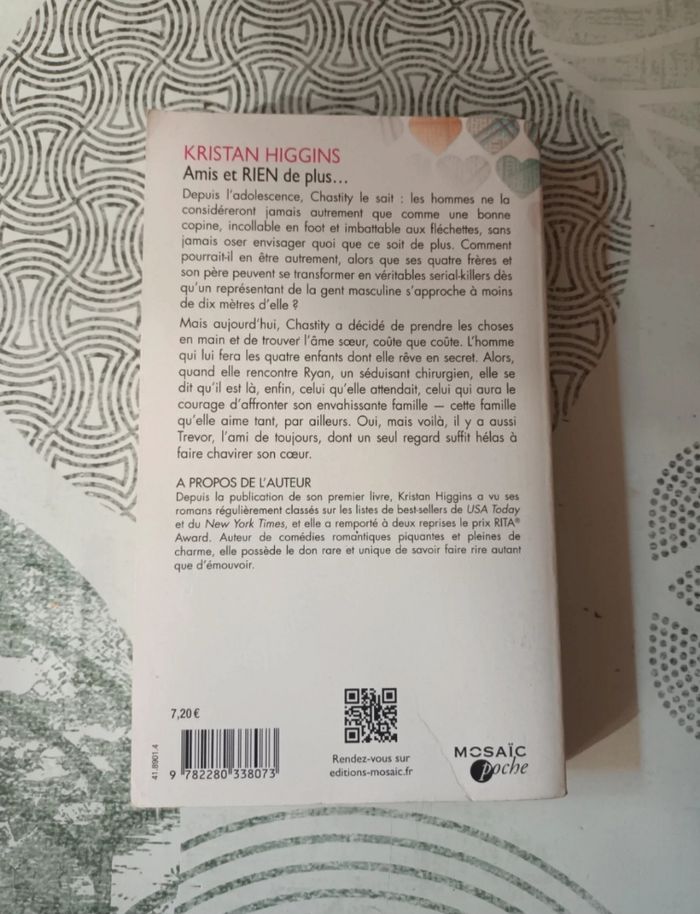 KRISTAN HIGGINS
Amis et RIEN de plus...
Depuis l'adolescence, Chastity le sait : les hommes ne la
considéreront jamais autrement que comme une bonne
copine, incollable en foot et imbattable aux fléchettes, sans
jamais oser envisager quoi que ce soit de plus. Comment
pourrait-il en être autrement, alors que ses quatre frères et
son père peuvent se transformer en véritables serial-killers dès
qu'un représentant de la gent masculine s'approche à moins
de dix mètres d'elle ?
Mais aujourd'hui, Chastity a décidé de prendre les choses
en main et de trouver l'âme sœur, coûte que coûte. L'homme
qui lui fera les quatre enfants dont elle rêve en secret. Alors,
quand elle rencontre Ryan, un séduisant chirurgien, elle se
dit qu'il est là, enfin, celui qu'elle attendait, celui qui aura le
courage d'affronter son envahissante famille — cette famille
qu'elle aime tant, par ailleurs. Oui, mais voilà, il y a aussi
Trevor, l'ami de toujours, dont un seul regard suffit hélas à
faire chavirer son cœur.
A PROPOS DE L'AUTEUR
Depuis la publication de son premier livre, Kristan Higgins a vu ses
romans régulièrement classés sur les listes de best-sellers de USA Today
et du New York Times, et elle a remporté à deux reprises le prix RITA®
Award. Auteur de comédies romantiques piquantes et pleines de
charme, elle possède le don rare et unique de savoir faire rire autant
que d'émouvoir.
7,20 €
41.8901.4
9 782280 338073
Rendez-vous sur
editions-mosaic.fr
MOSAÏC
poche